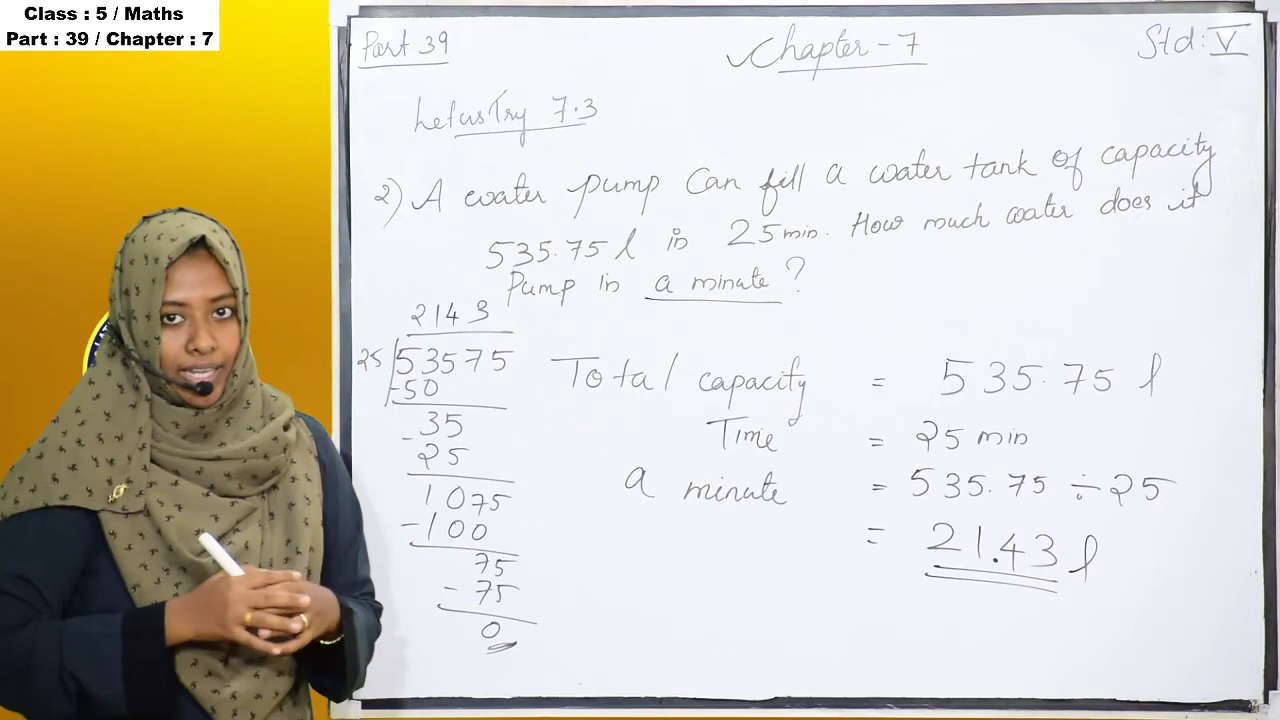 Class : 5 / Maths
Part : 39 / Chapter : 7
Part 39
Chapter - 7
Std: V
Let us Try 7.3
2) A water pump Can fill a water tank of capacity
535.75 l in 25 min. How much water does it
Pump in a minute?
2143
25 53575
-50
-35
25
1075
-100
75
-75
0
Total capacity = 535.75 l
Time = 25 min
a minute = 535.75 ÷ 25
= 21.43 l